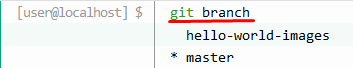 [user@localhost] $ git branch
hello-world-images
* master